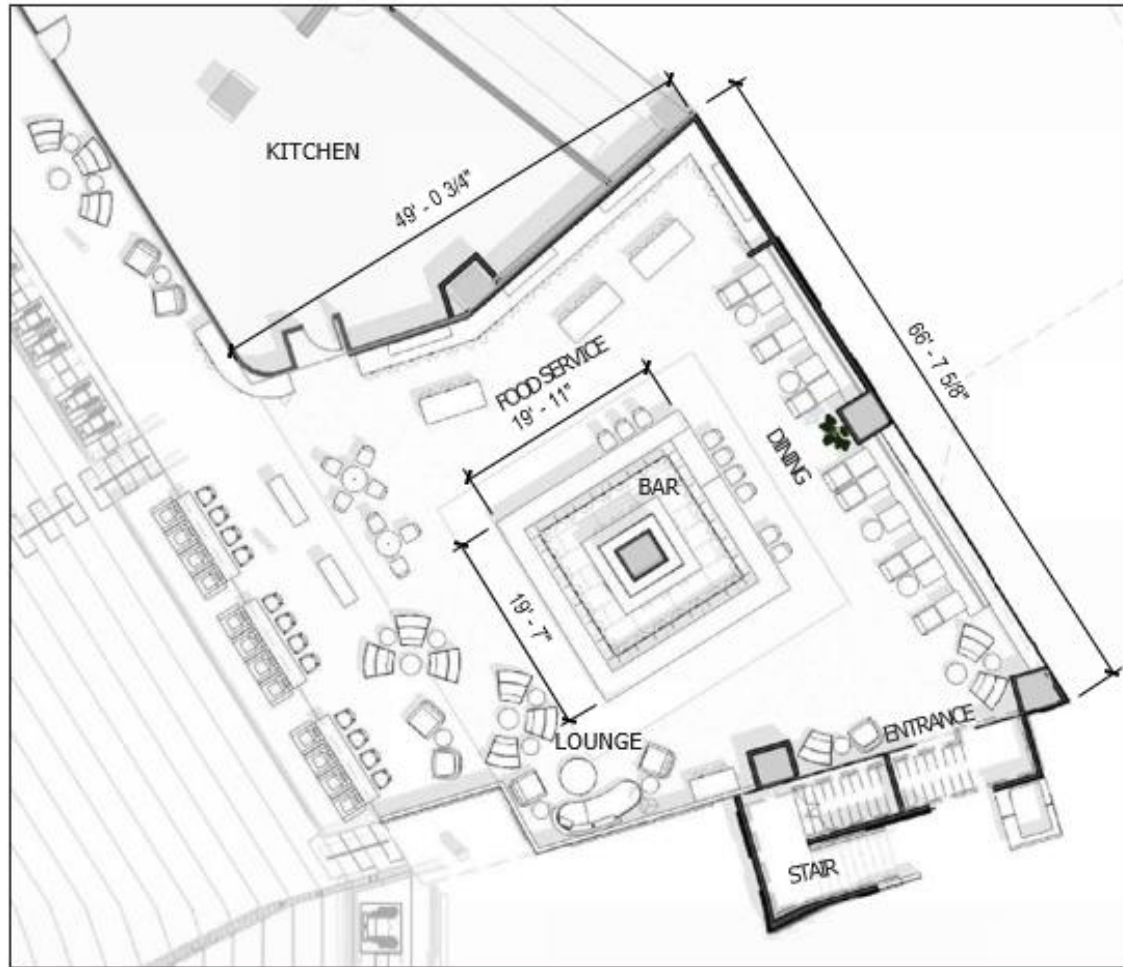 KITCHEN
49' - 0 3/4"
66' - 7 5/8"
FOOD SERVICE
19' - 11"
DINING
BAR
19' - 7"
LOUNGE
ENTRANCE
STAIR